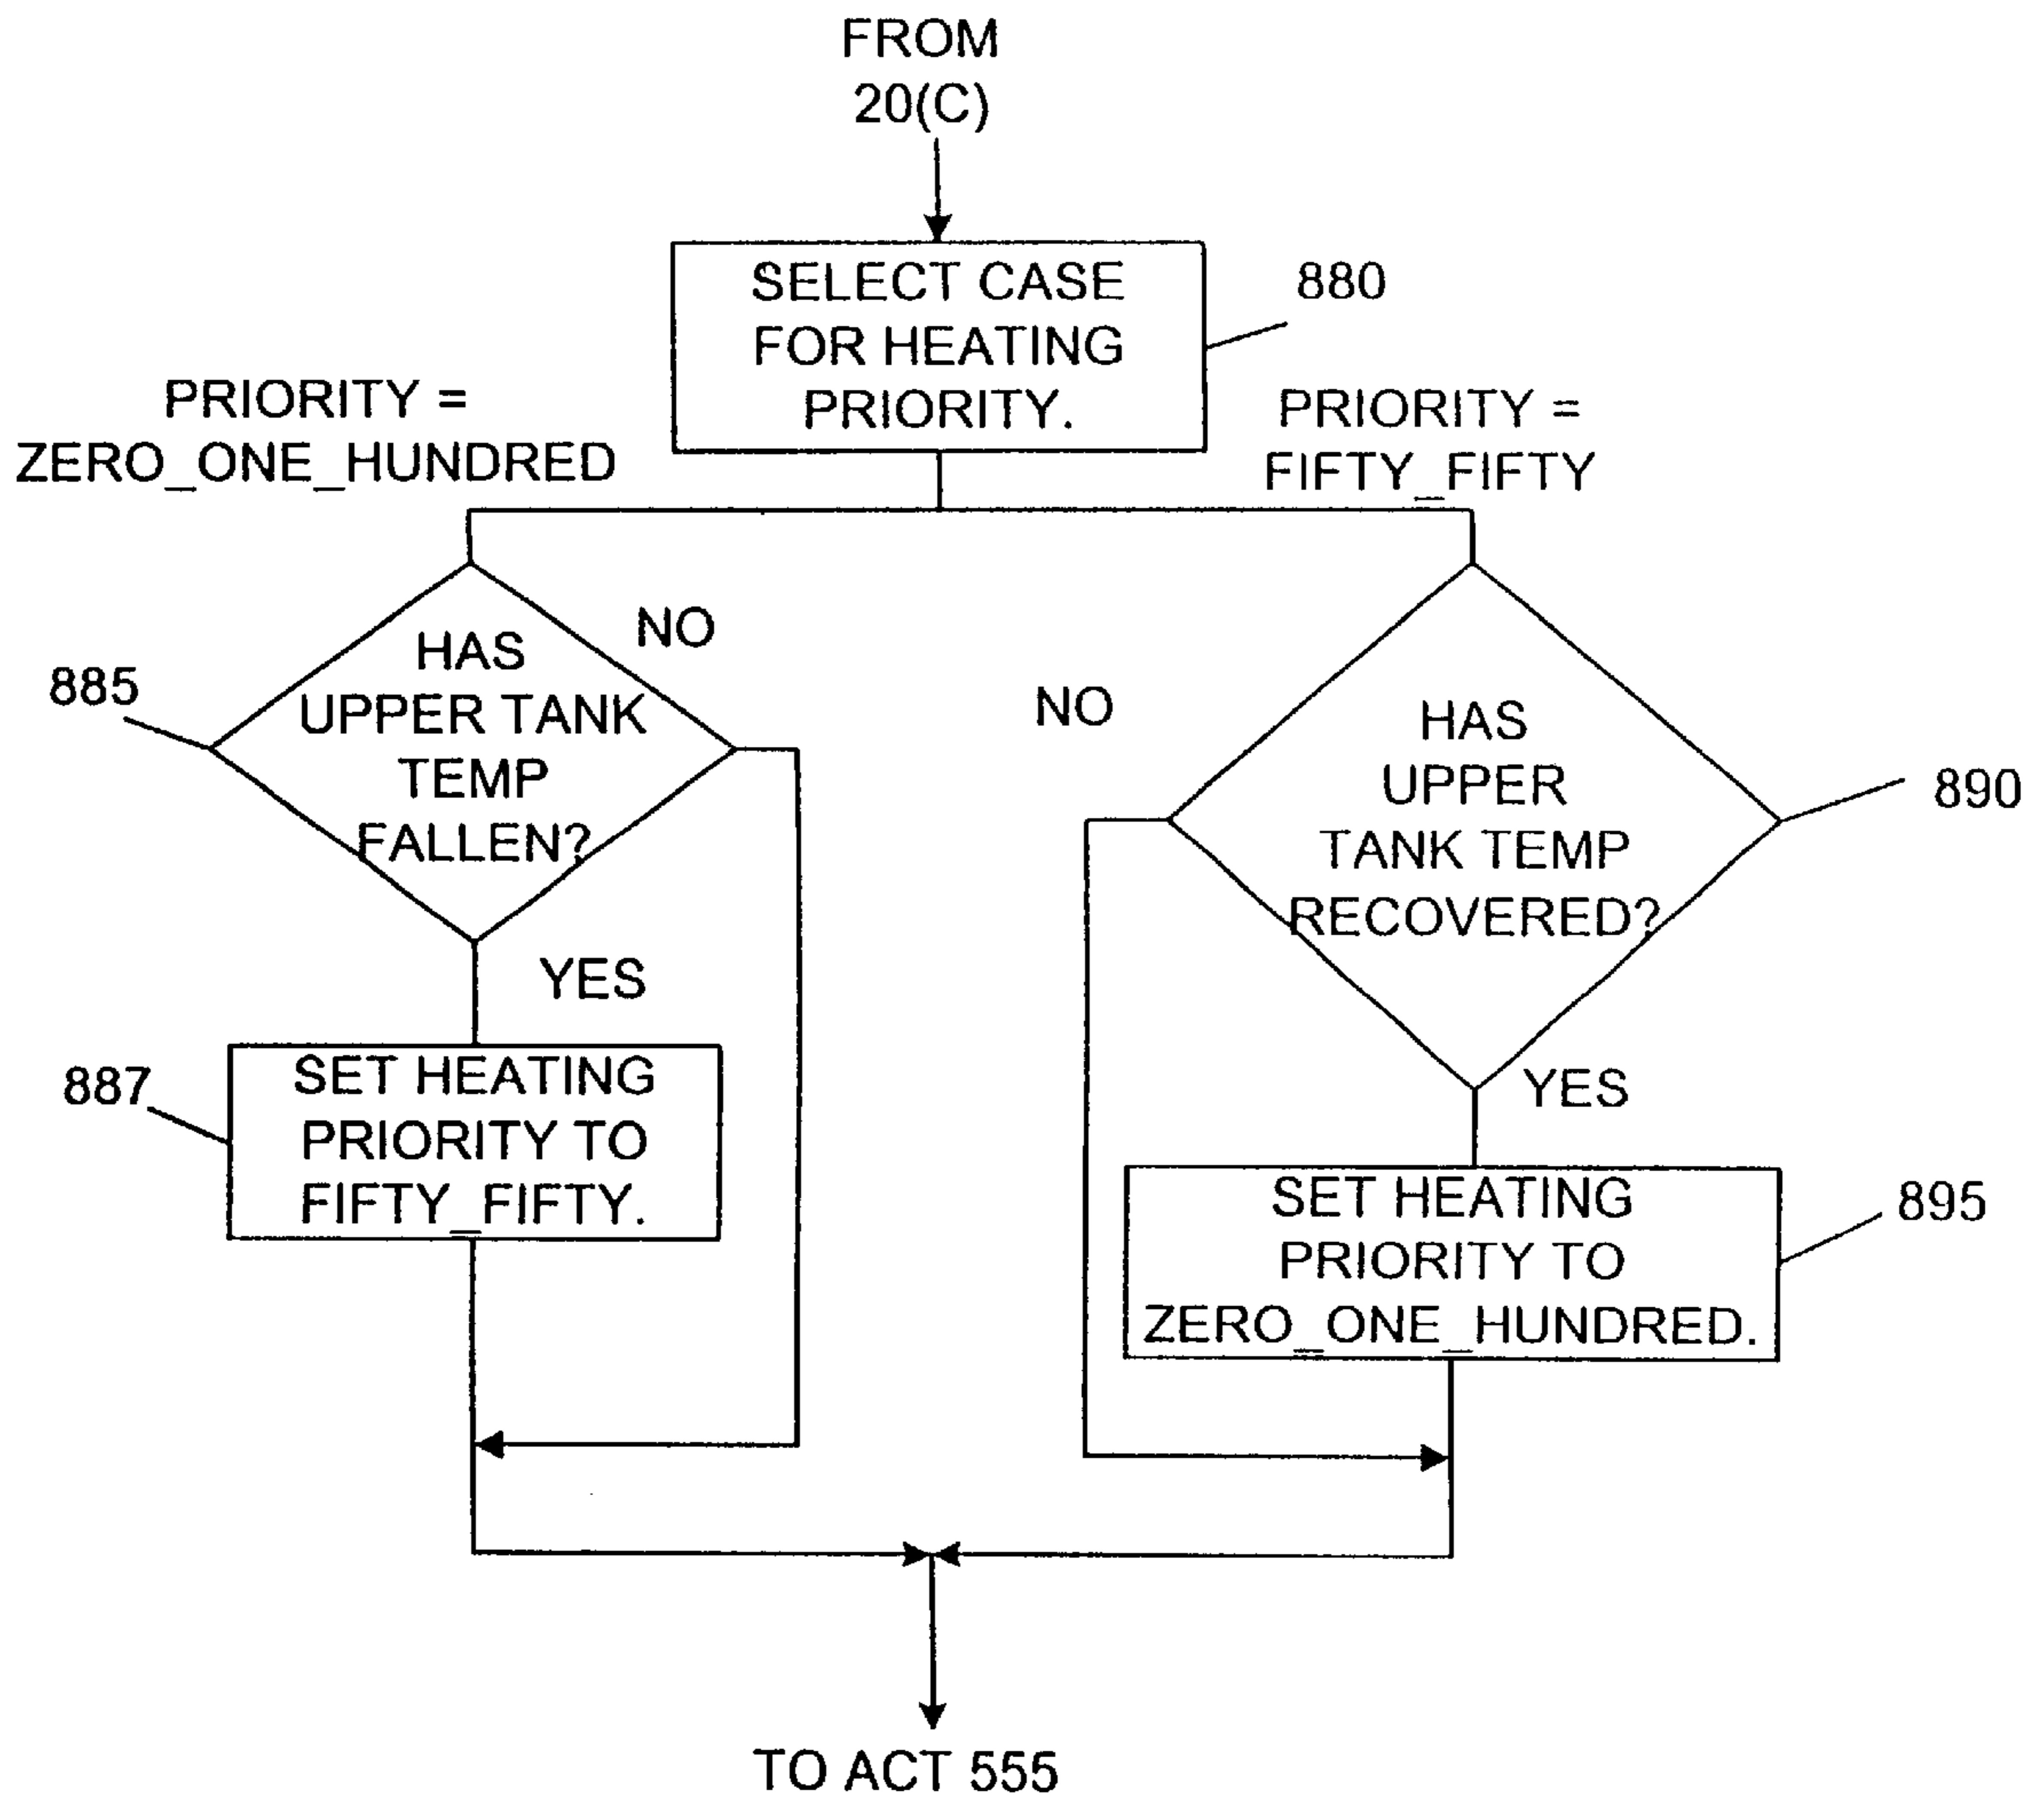 FROM
20(C)
SELECT CASE
FOR HEATING
PRIORITY.
880
PRIORITY =
ZERO_ONE_HUNDRED
PRIORITY =
FIFTY_FIFTY
HAS
UPPER TANK
TEMP
FALLEN?
NO
885
YES
NO
HAS
UPPER
TANK TEMP
RECOVERED?
890
YES
887
SET HEATING
PRIORITY TO
FIFTY_FIFTY.
SET HEATING
PRIORITY TO
ZERO_ONE_HUNDRED.
895
TO ACT 555